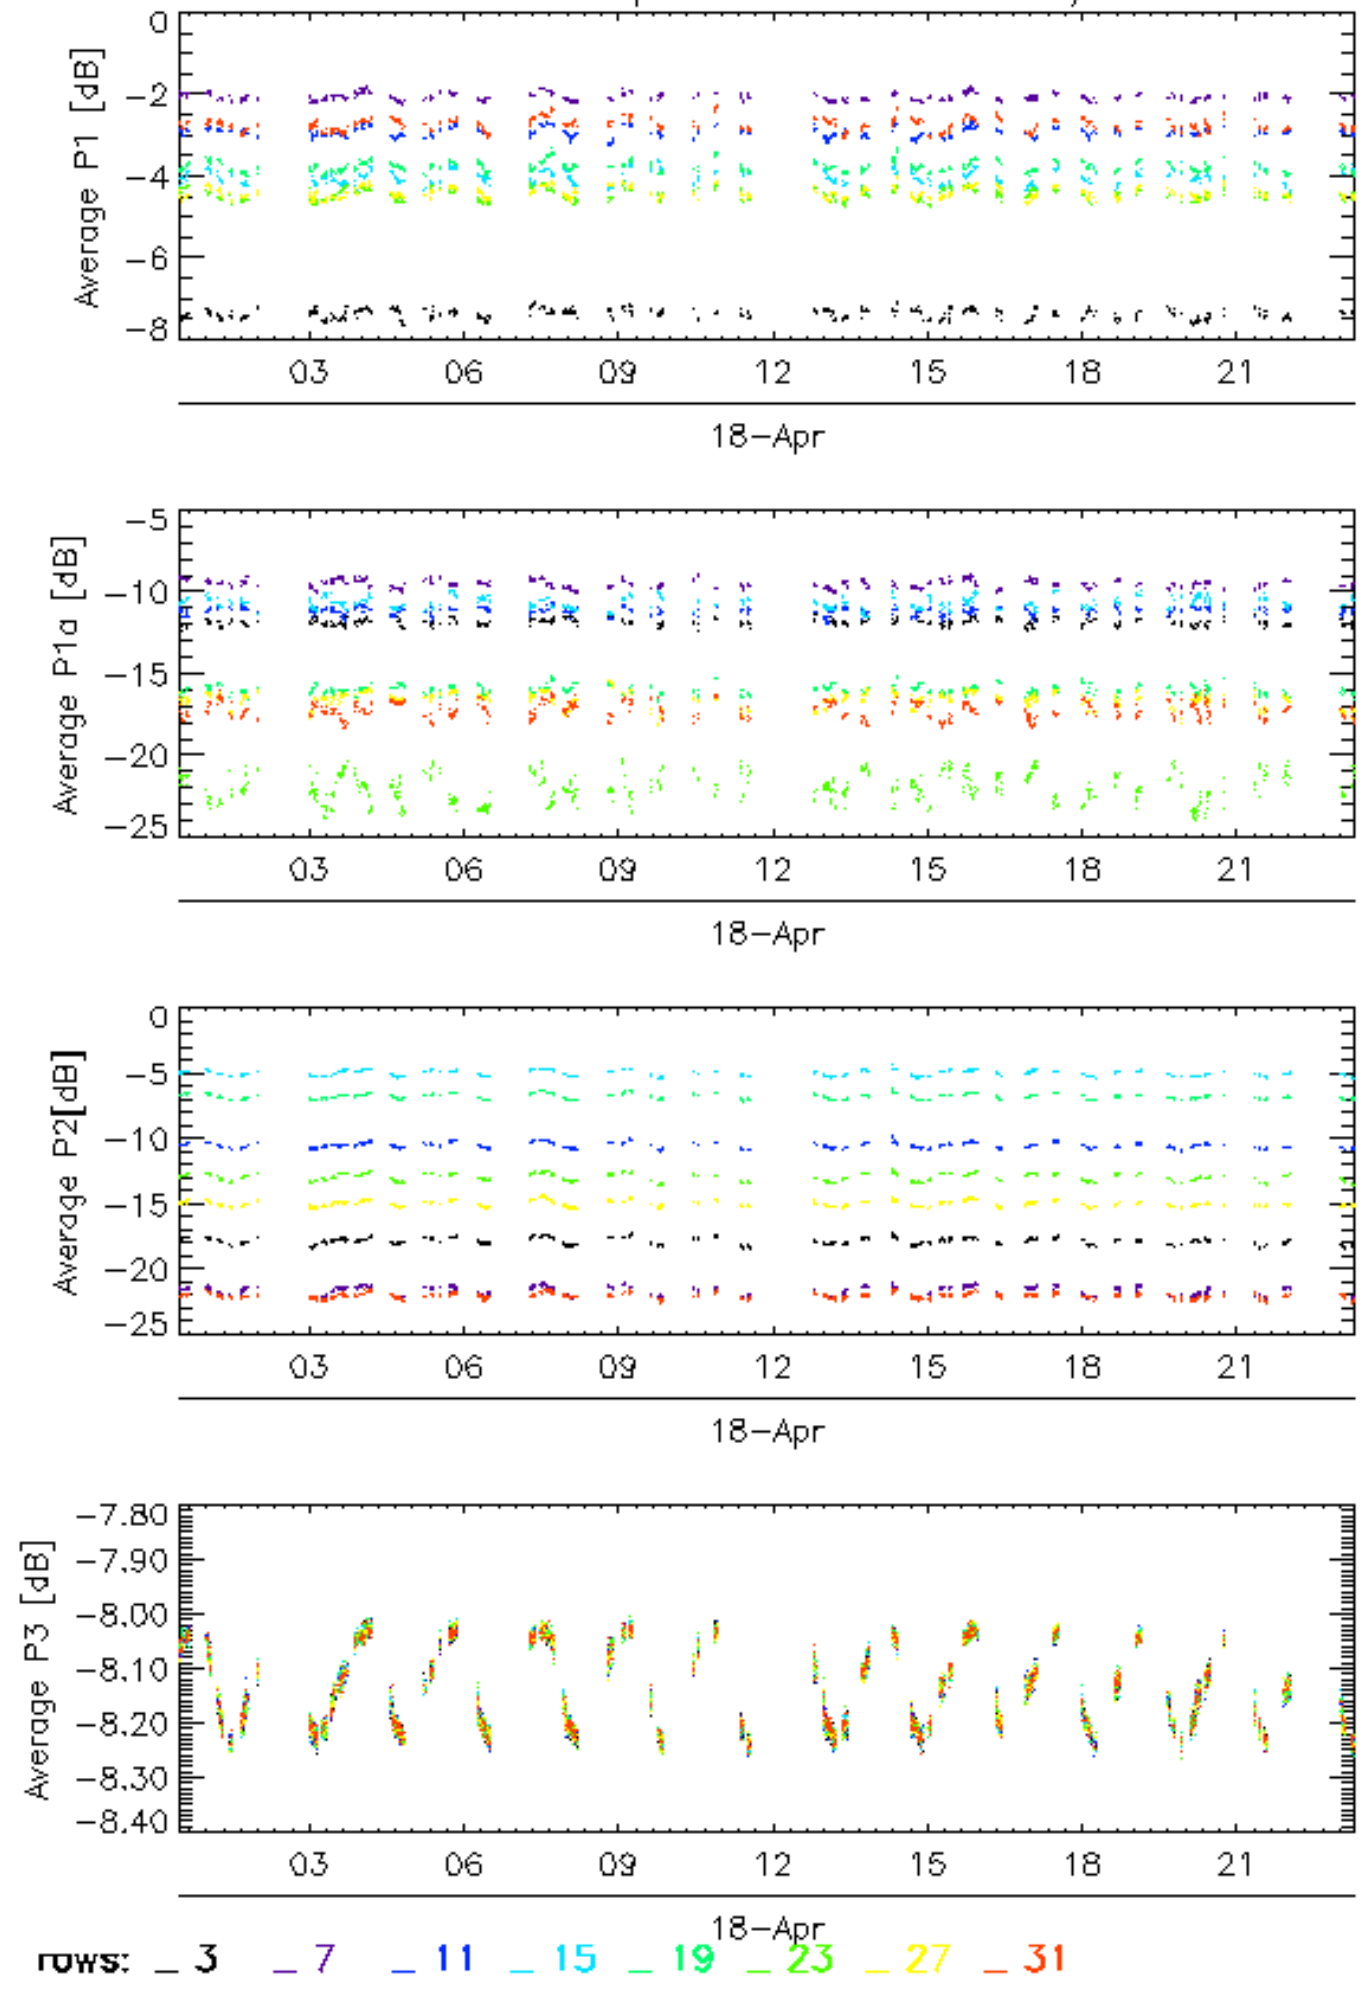 0
-2
-4
-6
-8
Average P1 [dB]
03 06 09 12 15 18 21
18-Apr
-5
-10
-15
-20
-25
Average P1a [dB]
03 06 09 12 15 18 21
18-Apr
0
-5
-10
-15
-20
-25
Average P2[dB]
03 06 09 12 15 18 21
18-Apr
-7.80
-7.90
-8.00
-8.10
-8.20
-8.30
-8.40
Average P3 [dB]
03 06 09 12 15 18 21
18-Apr
rows: _ 3 _ 7 _ 11 _ 15 _ 19 _ 23 _ 27 _ 31